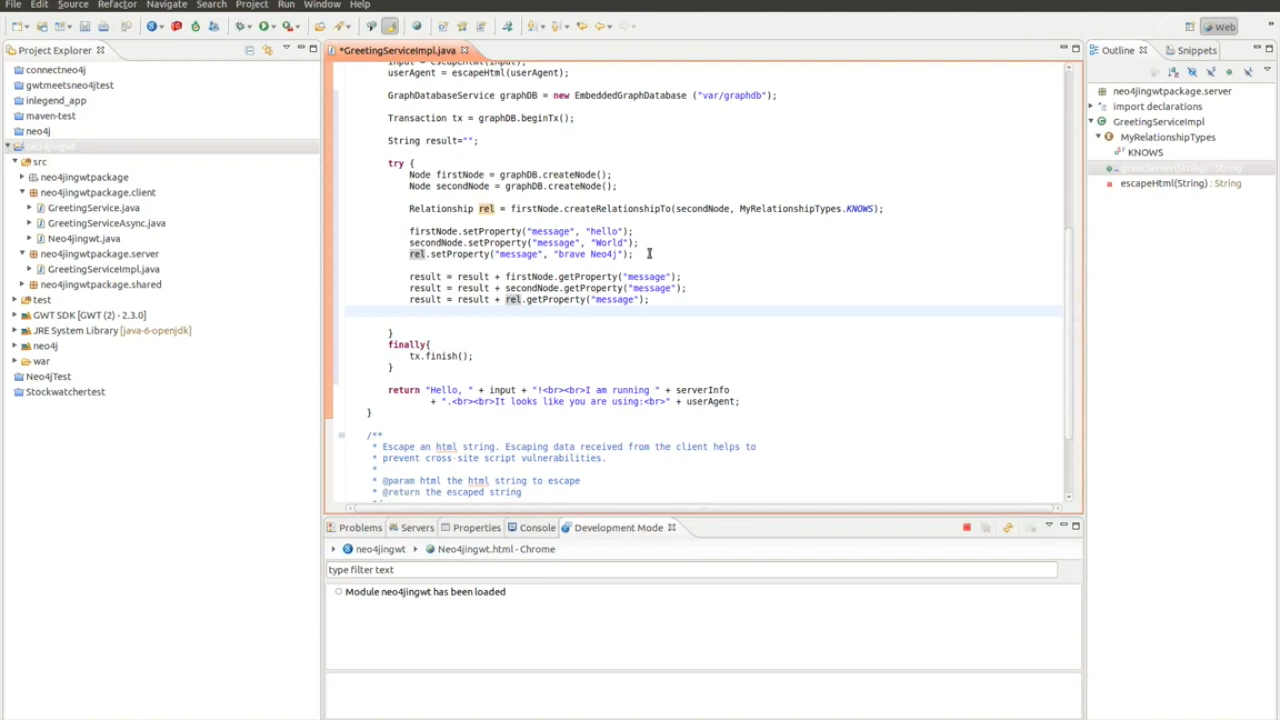 File Edit Source Refactor Navigate Search Project Run Window Help
Web
Project Explorer
connectneo4j
gwtmeetsneo4jtest
inlegend_app
maven-test
neo4j
neo4jingwt
src
neo4jingwtpackage
neo4jingwtpackage.client
GreetingService.java
GreetingServiceAsync.java
Neo4jingwt.java
neo4jingwtpackage.server
GreetingServiceImpl.java
neo4jingwtpackage.shared
test
GWT SDK [GWT (2) - 2.3.0]
JRE System Library [java-6-openjdk]
neo4j
war
Neo4jTest
Stockwatchertest
*GreetingServiceImpl.java
input = escapeHtml(input);
userAgent = escapeHtml(userAgent);
GraphDatabaseService graphDB = new EmbeddedGraphDatabase ("var/graphdb");
Transaction tx = graphDB.beginTx();
String result="";
try {
Node firstNode = graphDB.createNode();
Node secondNode = graphDB.createNode();
Relationship rel = firstNode.createRelationshipTo(secondNode, MyRelationshipTypes.KNOWS);
firstNode.setProperty("message", "hello");
secondNode.setProperty("message", "World");
rel.setProperty("message", "brave Neo4j");
result = result + firstNode.getProperty("message");
result = result + secondNode.getProperty("message");
result = result + rel.getProperty("message");
}
finally{
tx.finish();
}
return "Hello, " + input + "!<br><br>I am running " + serverInfo
+ ".<br><br>It looks like you are using:<br>" + userAgent;
}
/**
* Escape an html string. Escaping data received from the client helps to
* prevent cross-site script vulnerabilities.
*
* @param html the html string to escape
* @return the escaped string
Problems Servers Properties Console Development Mode
neo4jingwt Neo4jingwt.html - Chrome
type filter text
Module neo4jingwt has been loaded
Outline Snippets
neo4jingwtpackage.server
import declarations
GreetingServiceImpl
MyRelationshipTypes
KNOWS
greetServer(String) : String
escapeHtml(String) : String